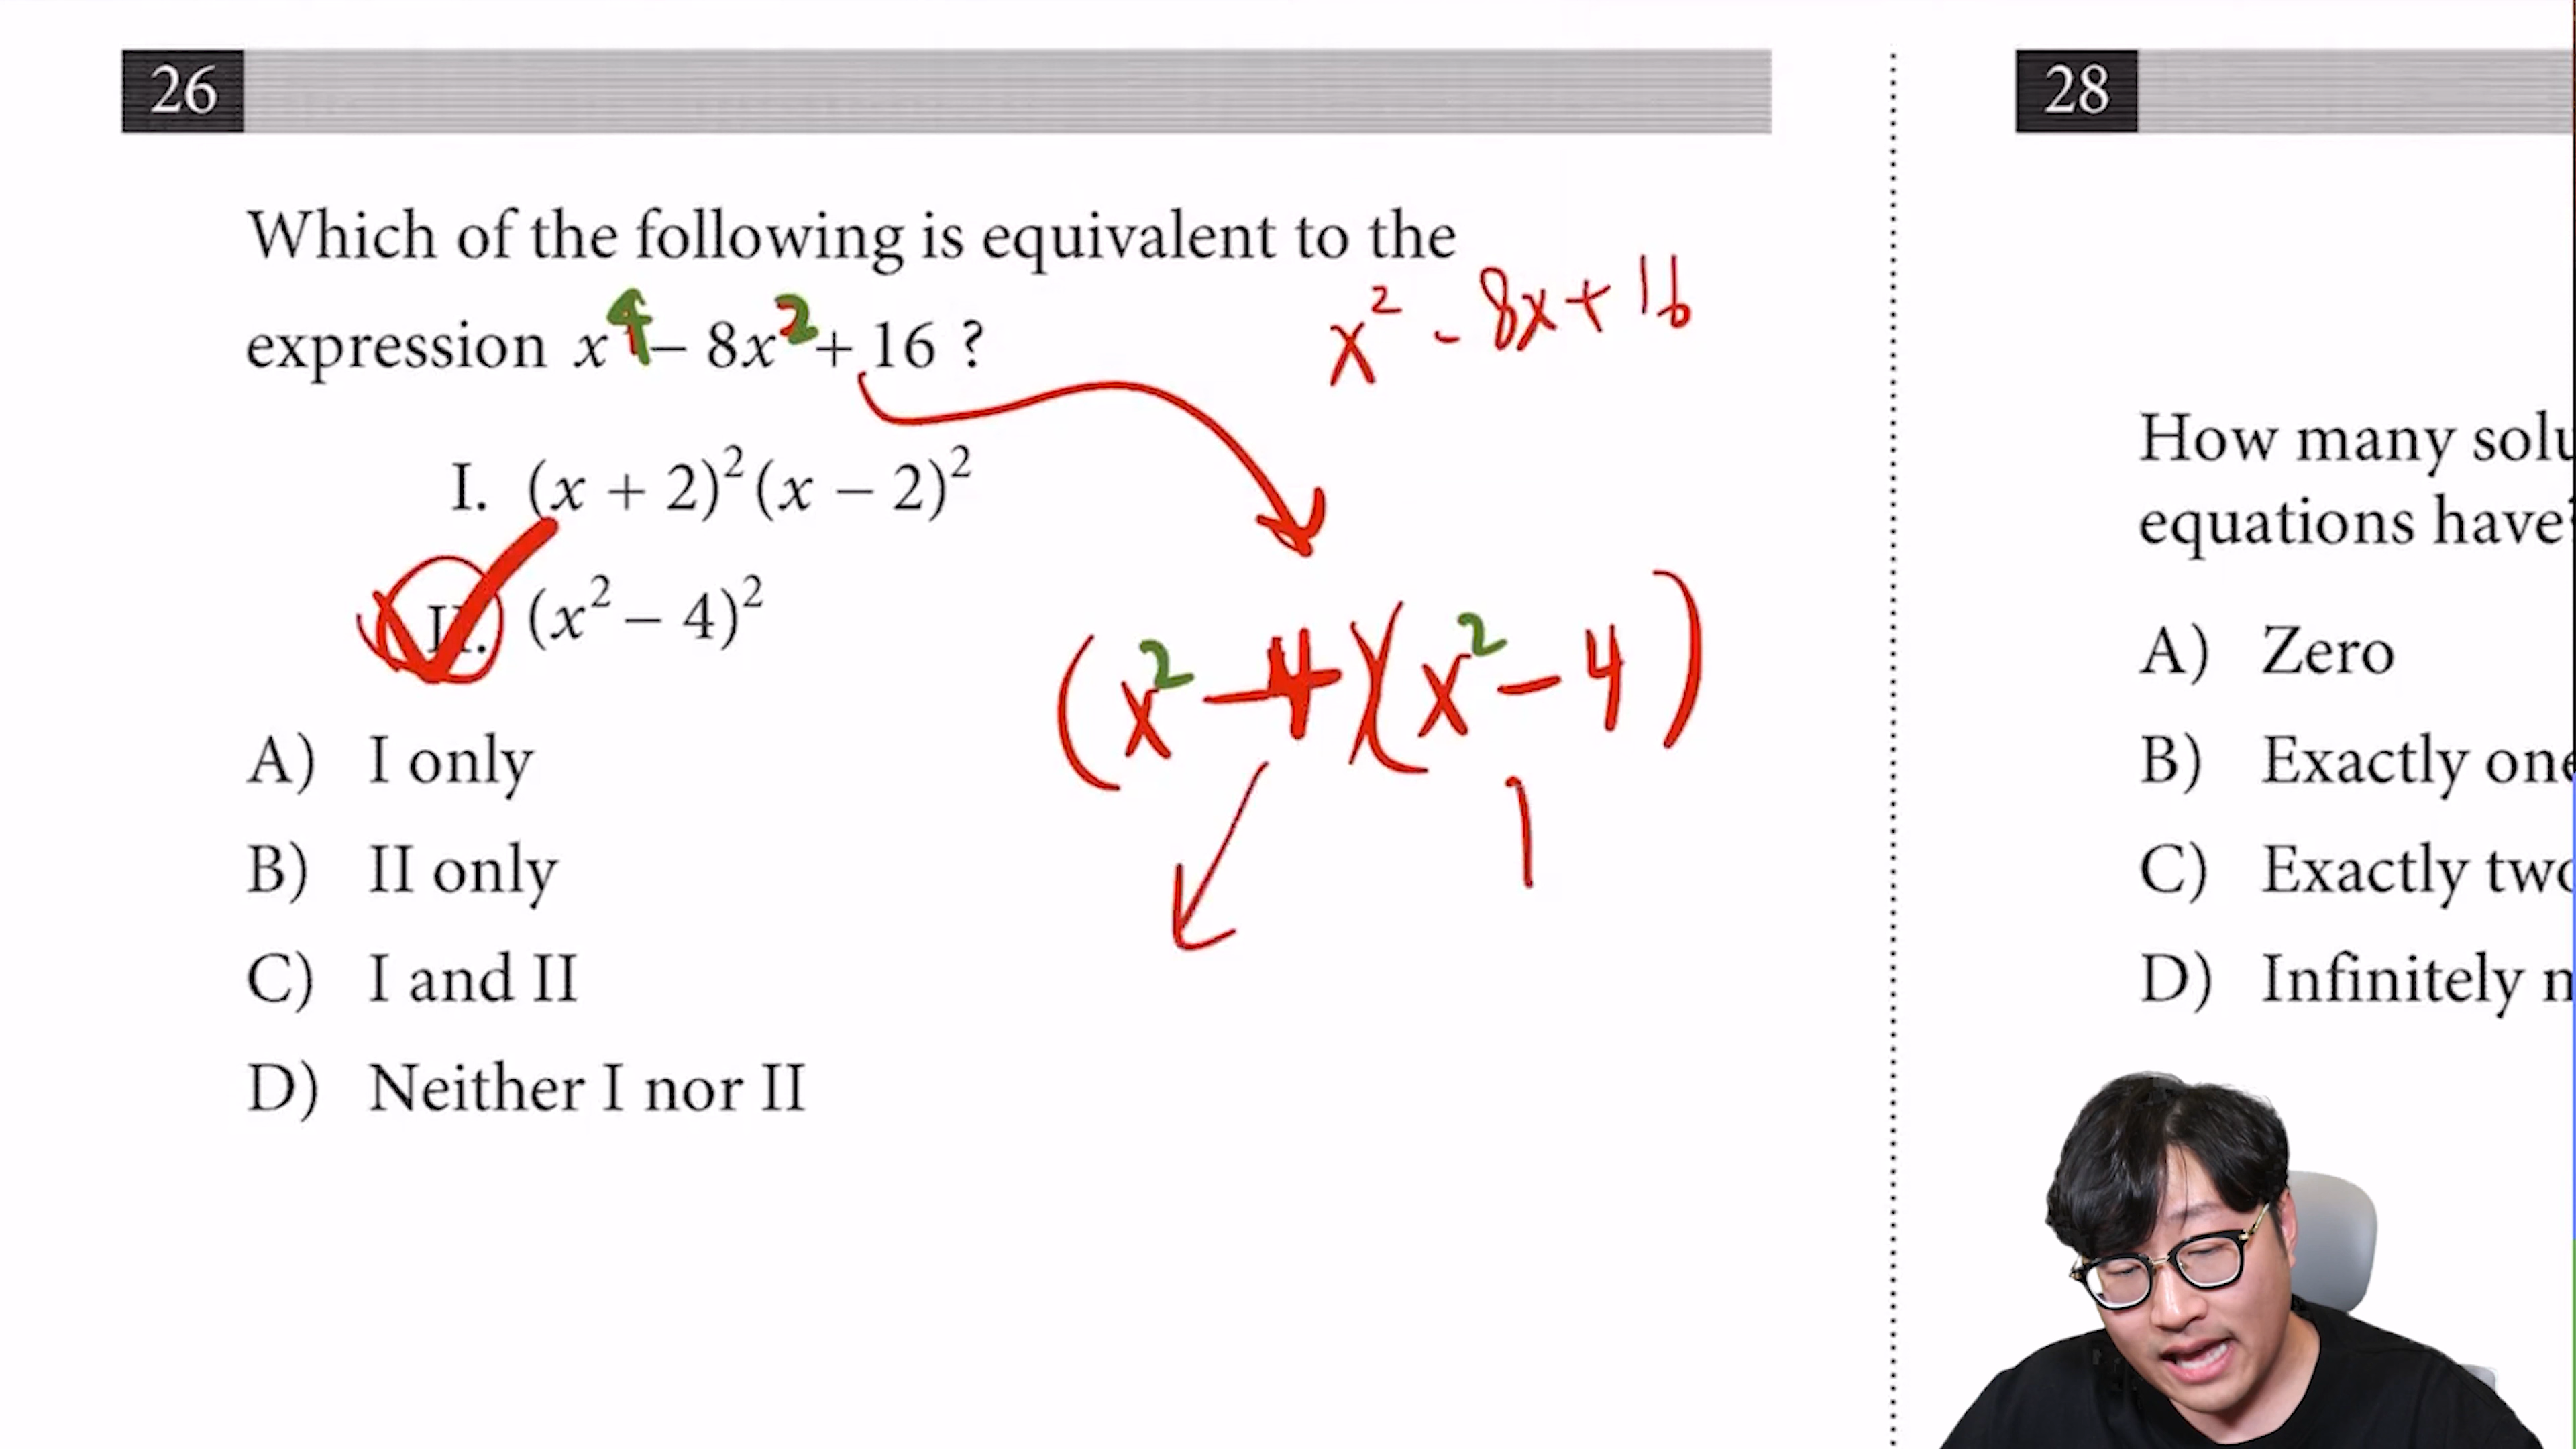 26
Which of the following is equivalent to the
expression x⁴ – 8x² + 16 ?
x² - 8x + 16
I. (x + 2)²(x – 2)²
II. (x² – 4)²
(x² – 4)(x² – 4)
A) I only
B) II only
C) I and II
D) Neither I nor II
28
How many solu
equations have?
A) Zero
B) Exactly one
C) Exactly two
D) Infinitely m